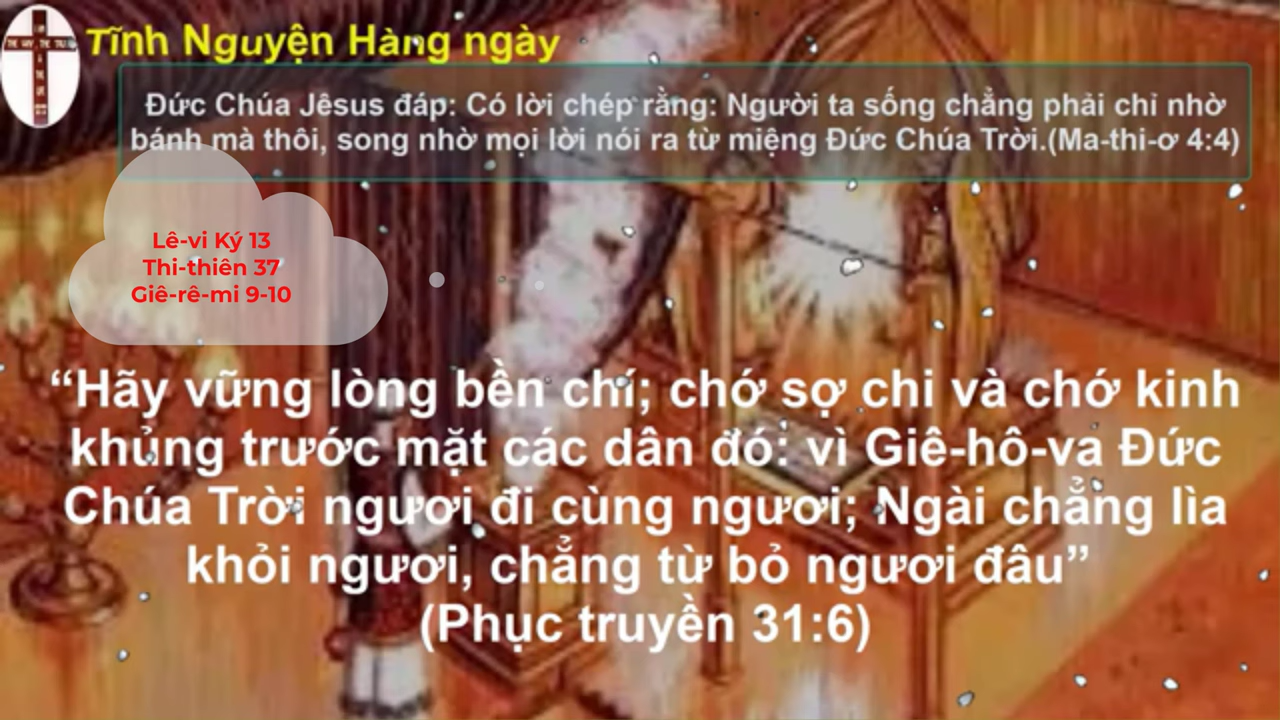 Tĩnh Nguyện Hàng ngày
Đức Chúa Jêsus đáp: Có lời chép rằng: Người ta sống chẳng phải chỉ nhờ
bánh mà thôi, song nhờ mọi lời nói ra từ miệng Đức Chúa Trời.(Ma-thi-ơ 4:4)
Lê-vi Ký 13
Thi-thiên 37
Giê-rê-mi 9-10
“Hãy vững lòng bền chí; chớ sợ chi và chớ kinh
khủng trước mặt các dân đó: vì Giê-hô-va Đức
Chúa Trời ngươi đi cùng ngươi; Ngài chẳng lìa
khỏi ngươi, chẳng từ bỏ ngươi đâu”
(Phục truyền 31:6)